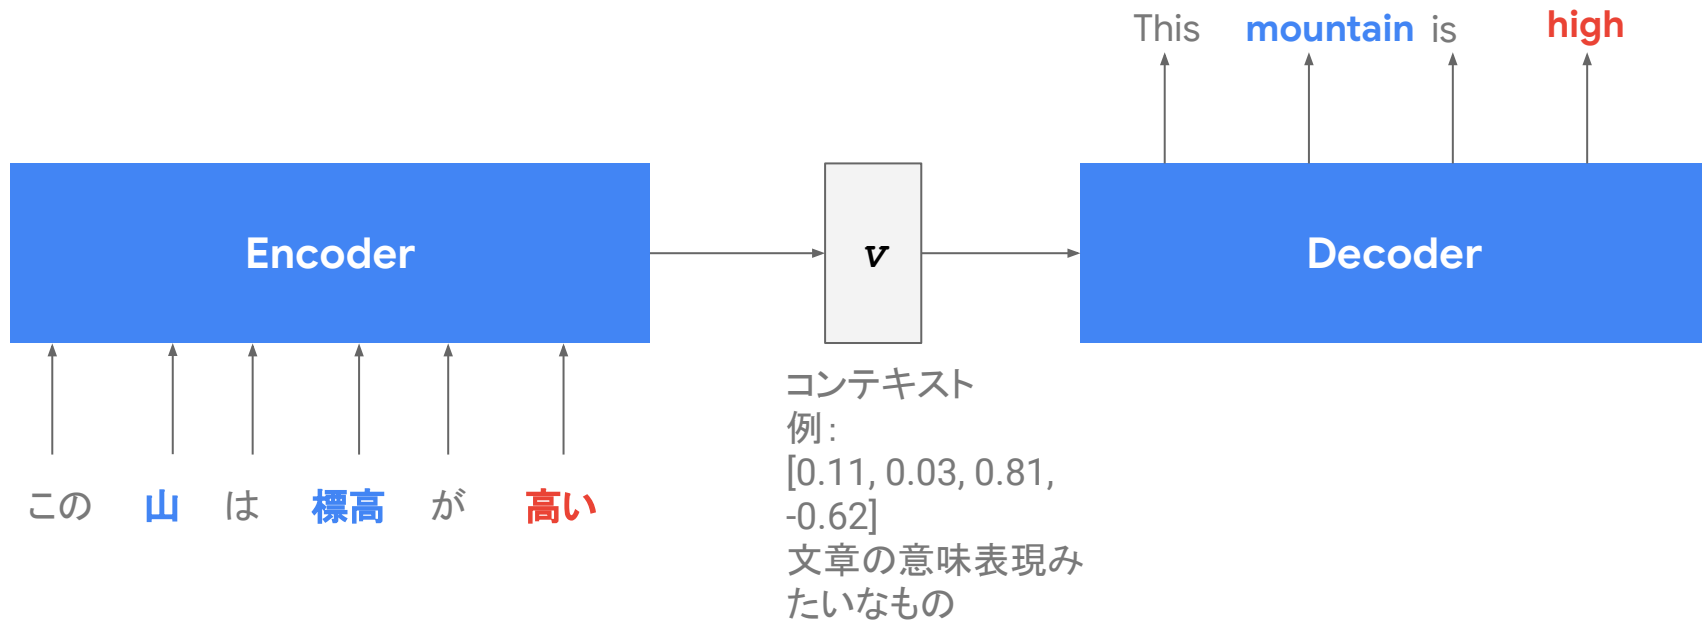 This mountain is high
Encoder
v
Decoder
コンテキスト
例：
[0.11, 0.03, 0.81,
-0.62]
文章の意味表現み
たいなもの
この 山 は 標高 が 高い